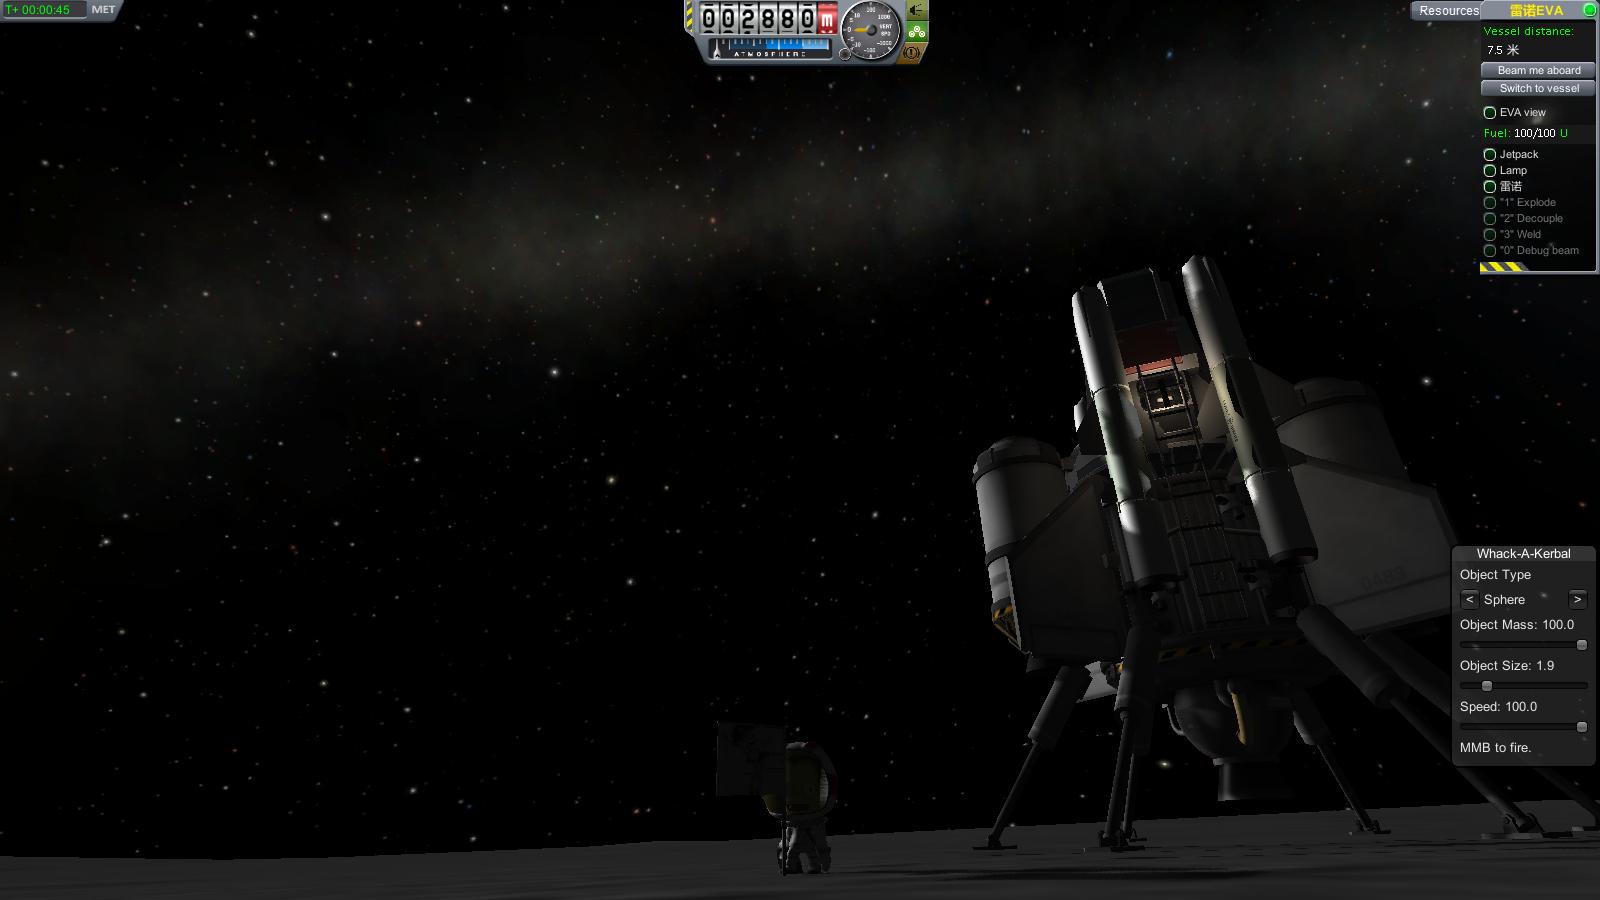 T+ 00:00:45 MET
002880m
ATMOSPHERE
Resources
雷诺EVA
Vessel distance:
7.5 米
Beam me aboard
Switch to vessel
EVA view
Fuel: 100/100 U
Jetpack
Lamp
雷诺
"1" Explode
"2" Decouple
"3" Weld
"0" Debug beam
Whack-A-Kerbal
Object Type
< Sphere >
Object Mass: 100.0
Object Size: 1.9
Speed: 100.0
MMB to fire.